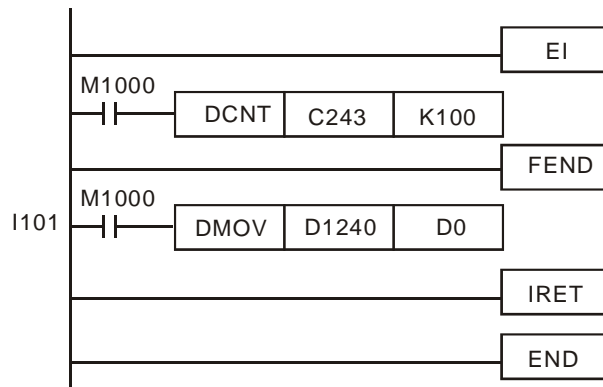 EI
M1000
DCNT C243 K100
FEND
M1000
I101 DMOV D1240 D0
IRET
END